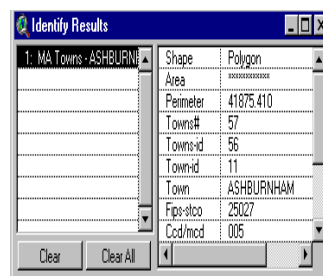 Identify Results
1: MA Towns - ASHBURN
Shape Polygon
Area ************
Perimeter 41875.410
Towns# 57
Towns-id 56
Town-id 11
Town ASHBURNHAM
Fips-stco 25027
Ccd/mcd 005
Clear Clear All